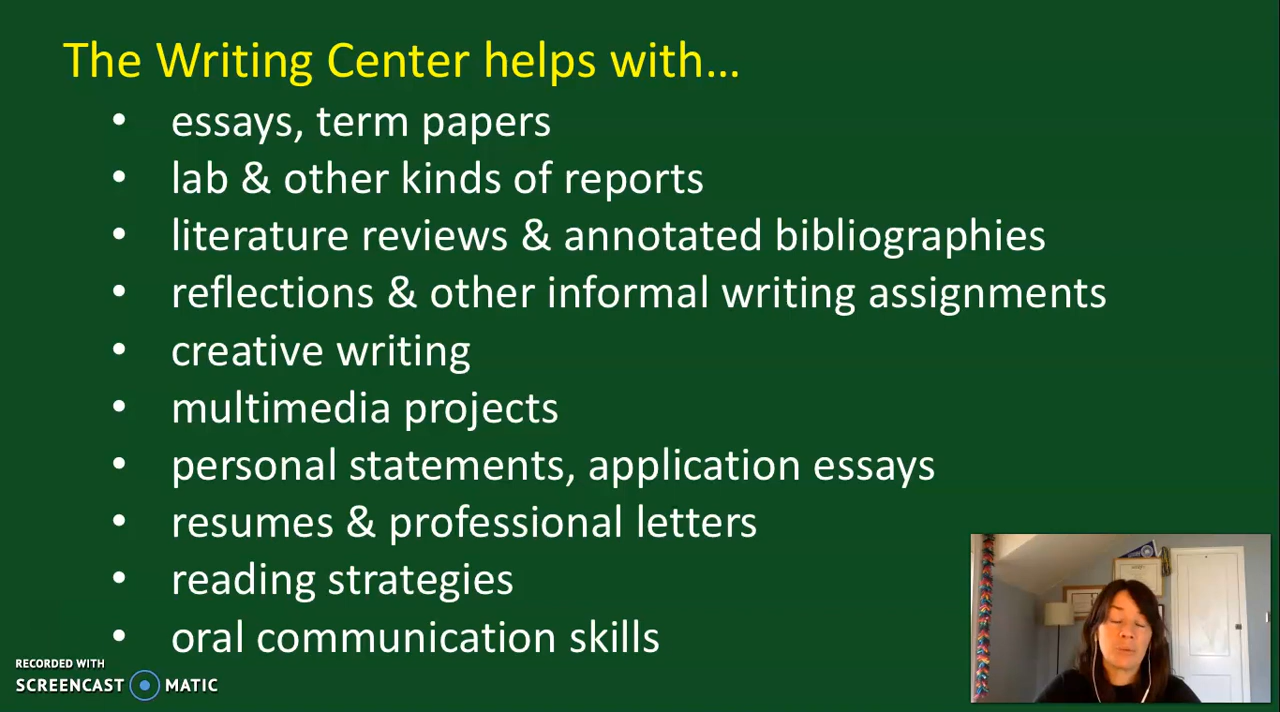 The Writing Center helps with…
• essays, term papers
• lab & other kinds of reports
• literature reviews & annotated bibliographies
• reflections & other informal writing assignments
• creative writing
• multimedia projects
• personal statements, application essays
• resumes & professional letters
• reading strategies
• oral communication skills
RECORDED WITH
SCREENCAST MATIC